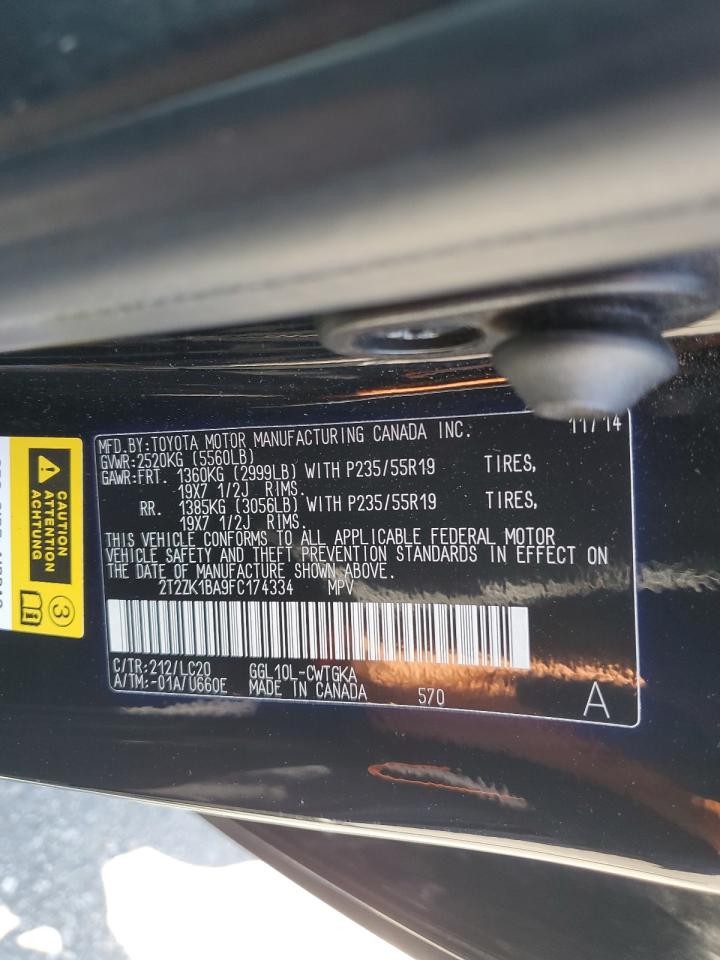 MFD.BY:TOYOTA MOTOR MANUFACTURING CANADA INC. 11/14
GVWR:2520KG (5560LB)
GAWR:FRT. 1360KG (2999LB) WITH P235/55R19 TIRES,
19X7 1/2J RIMS.
RR. 1385KG (3056LB) WITH P235/55R19 TIRES,
19X7 1/2J RIMS.
THIS VEHICLE CONFORMS TO ALL APPLICABLE FEDERAL MOTOR
VEHICLE SAFETY AND THEFT PREVENTION STANDARDS IN EFFECT ON
THE DATE OF MANUFACTURE SHOWN ABOVE.
2T2ZK1BA9FC174334 MPV
C/TR:212/LC20 GGL10L-CWTGKA
A/TM:-01A/U660E MADE IN CANADA 570 A
CAUTION
ATTENTION
ACHTUNG
3